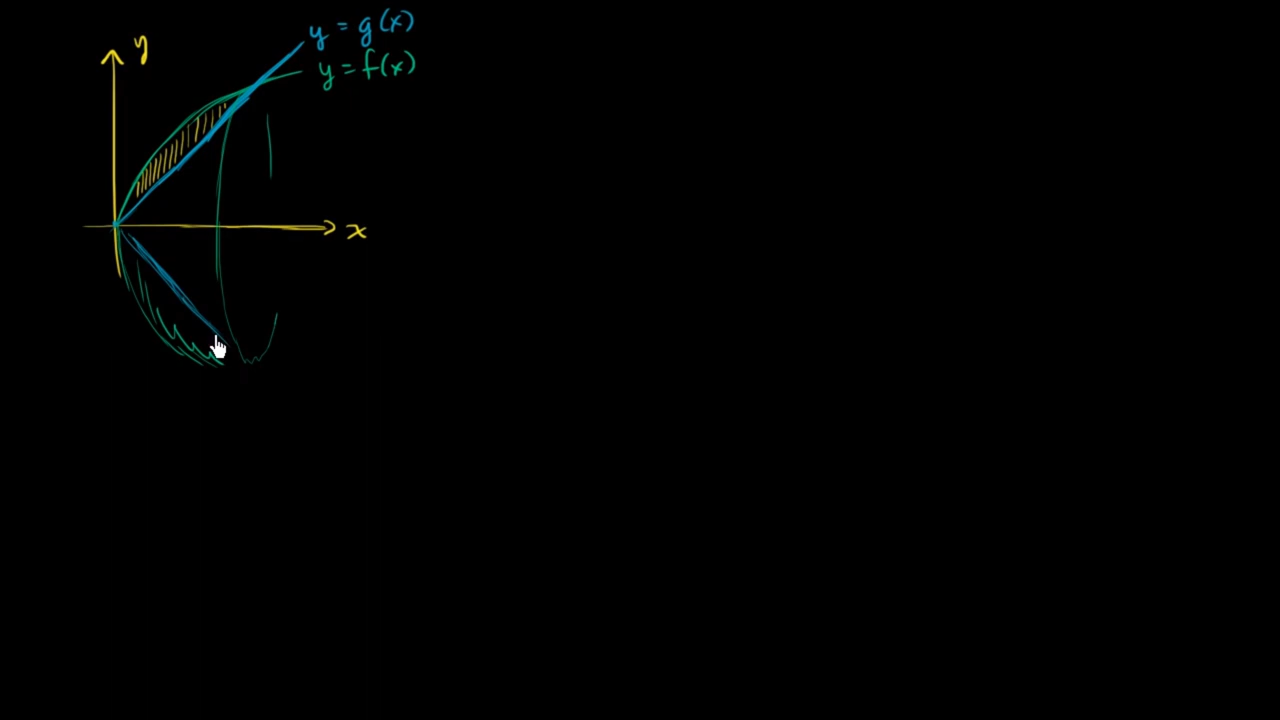 y = g(x)
y = f(x)
y
x